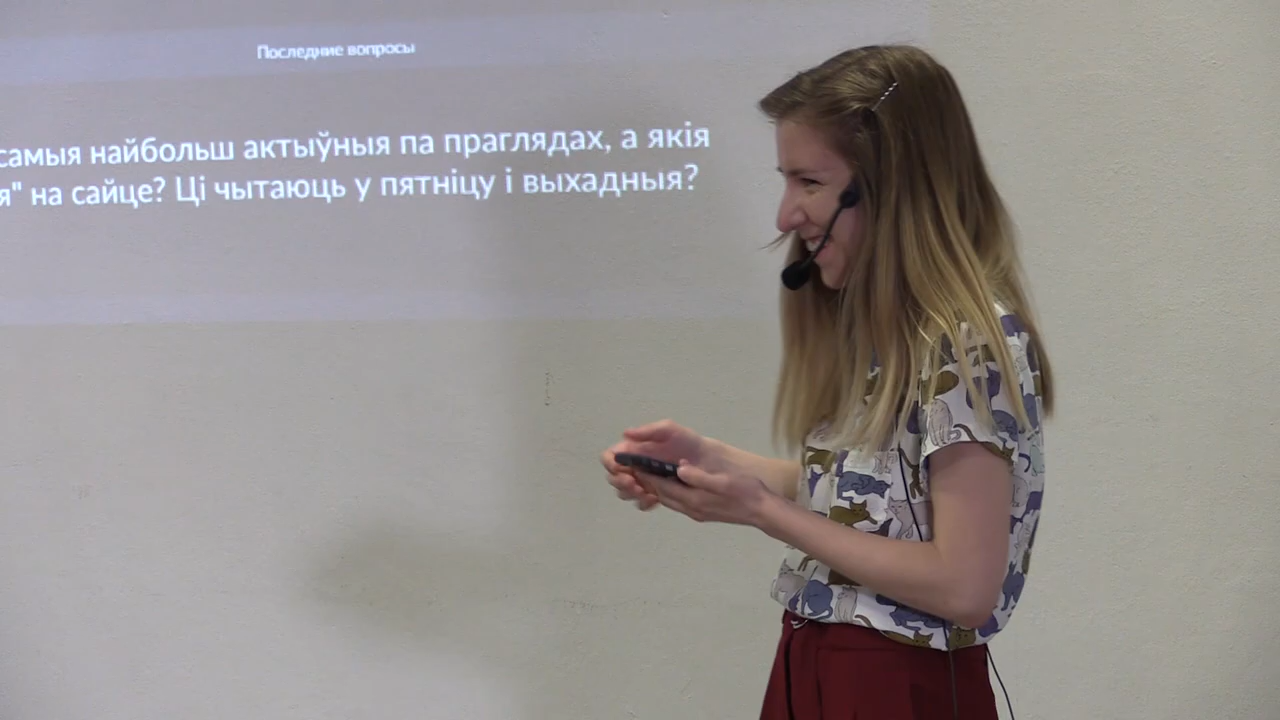 Последние вопросы
самыя найбольш актыўныя па праглядах, а якія
я" на сайце? Ці чытаюць у пятніцу і выхадныя?